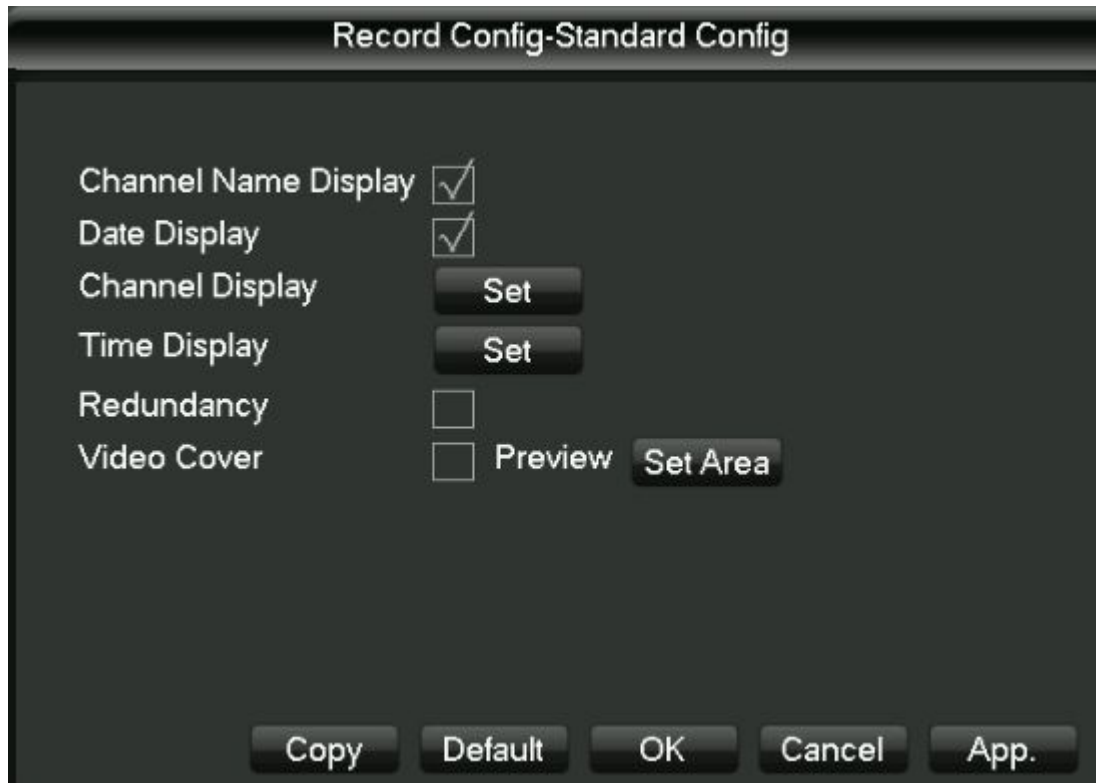 Record Config-Standard Config
Channel Name Display
Date Display
Channel Display Set
Time Display Set
Redundancy
Video Cover Preview Set Area
Copy Default OK Cancel App.